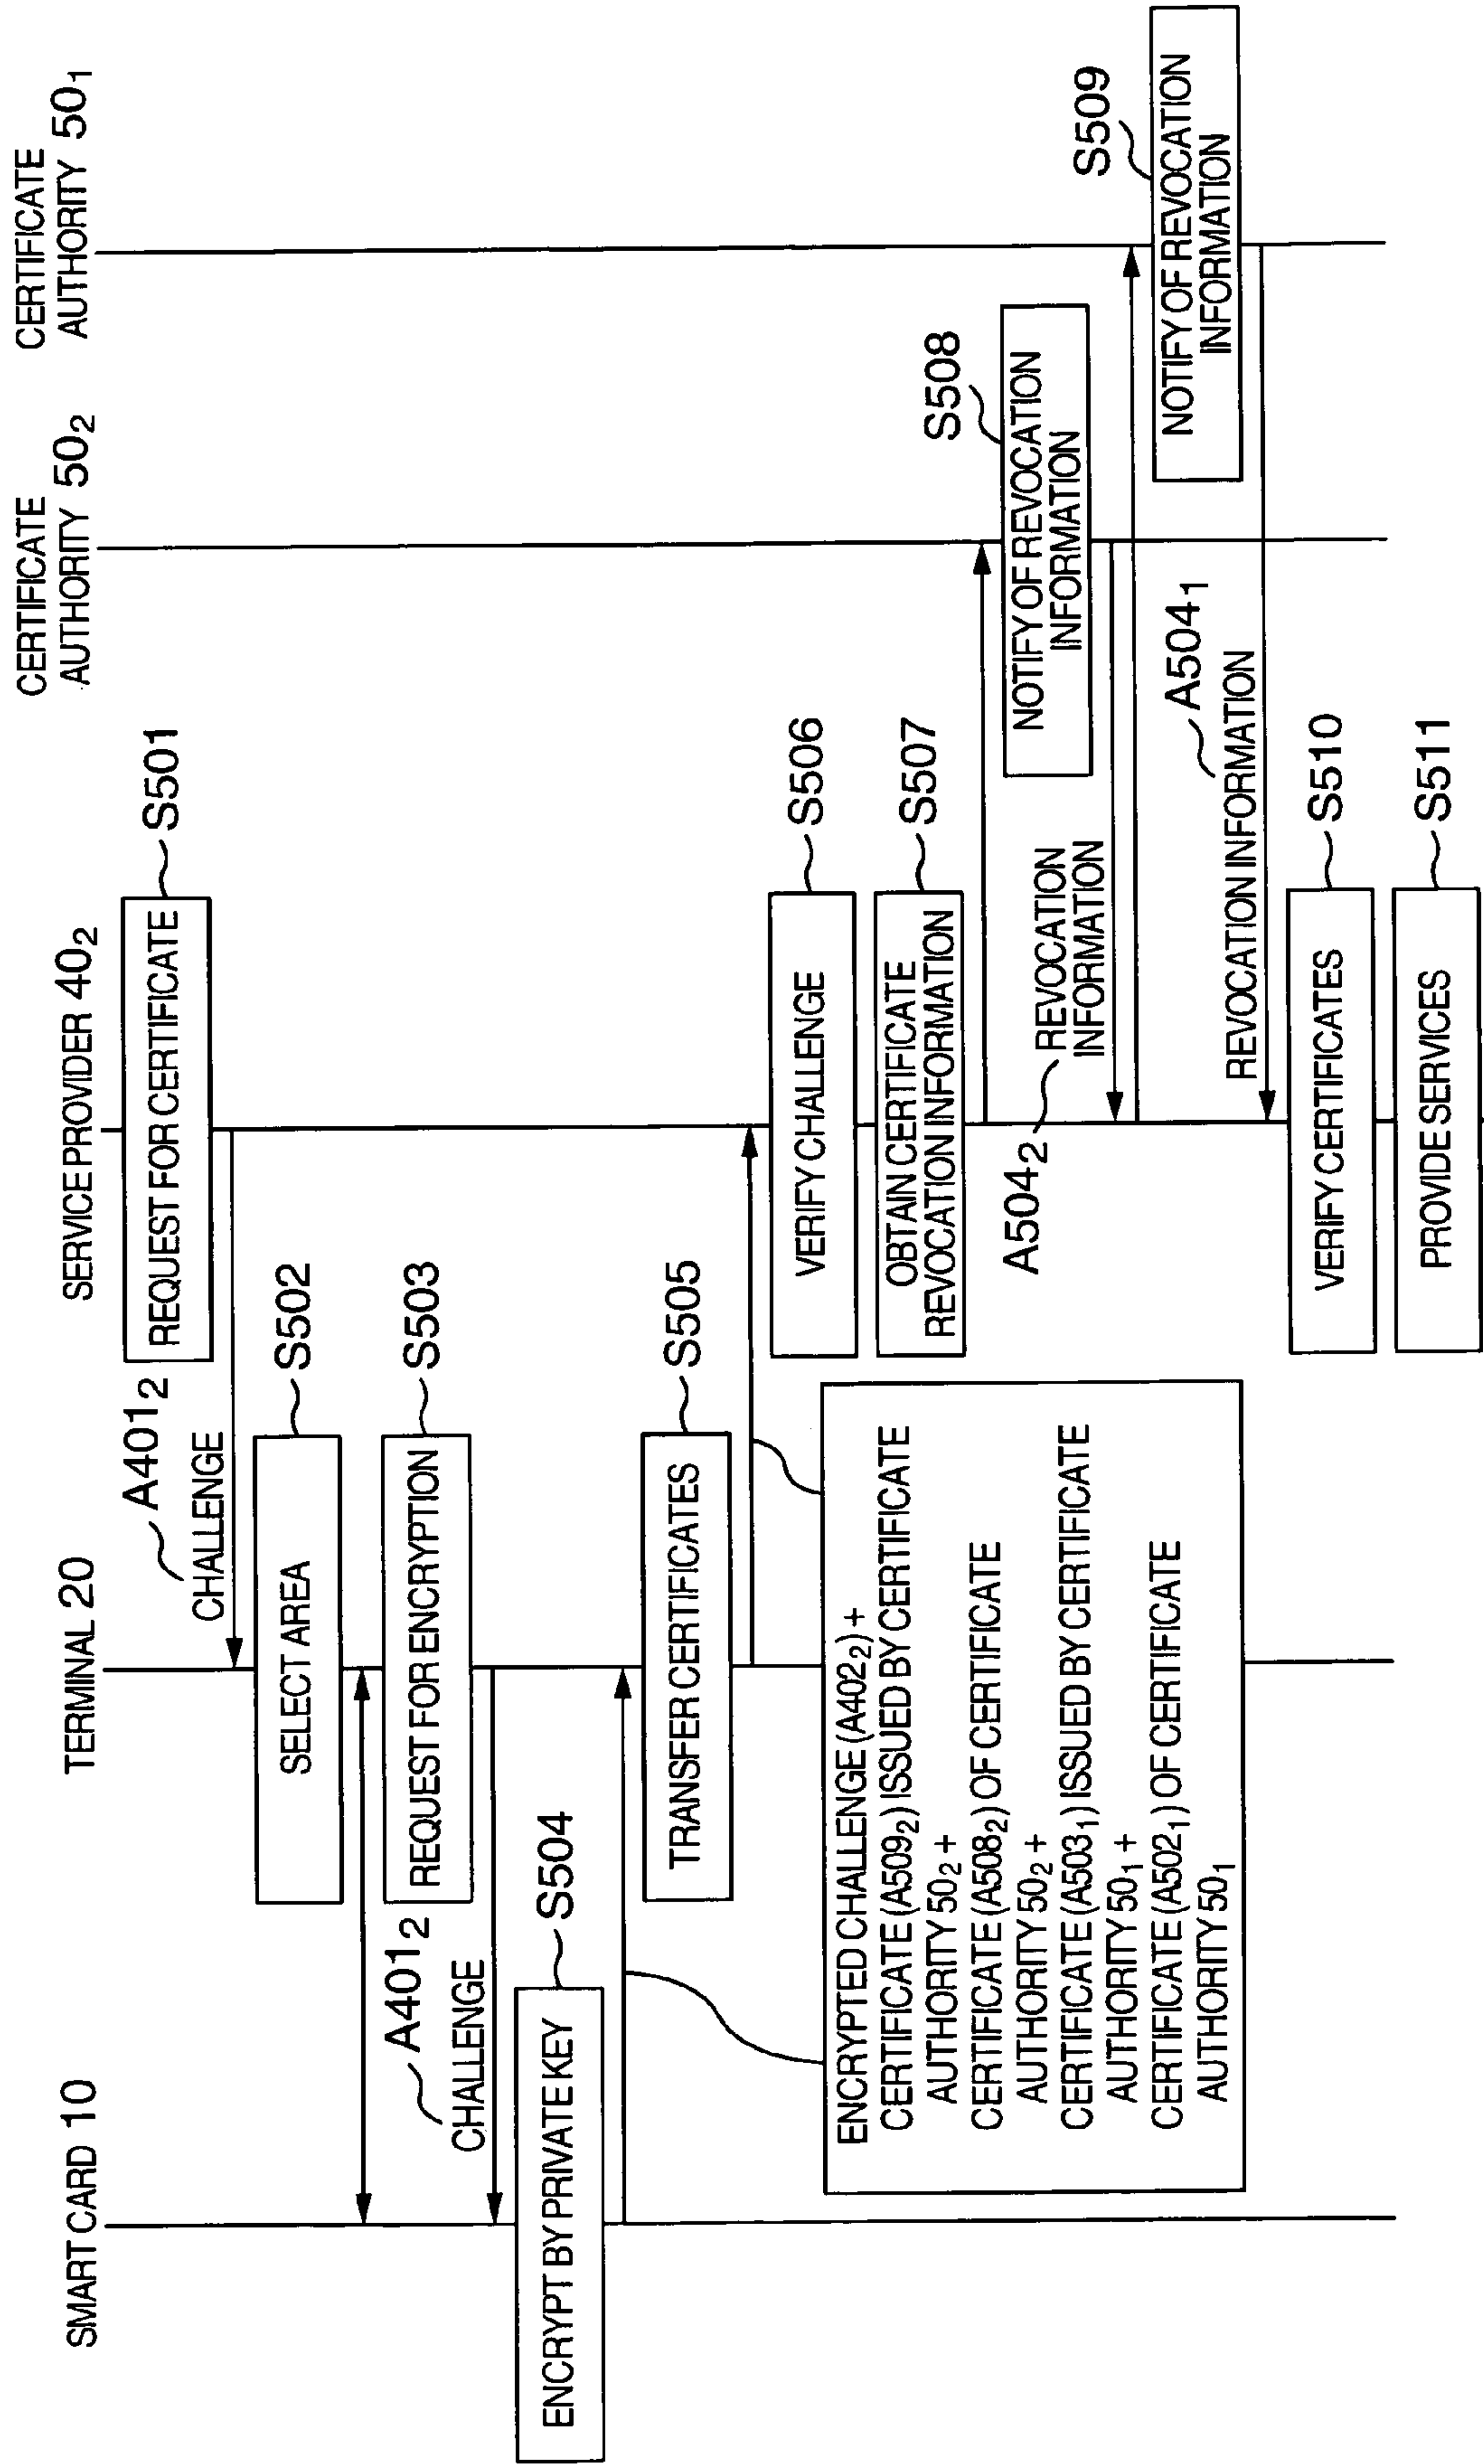 SMART CARD 10
TERMINAL 20
SERVICE PROVIDER 40₂
CERTIFICATE
AUTHORITY 50₂
CERTIFICATE
AUTHORITY 50₁
REQUEST FOR CERTIFICATE
S501
A401₂
CHALLENGE
SELECT AREA
S502
REQUEST FOR ENCRYPTION
S503
A401₂
CHALLENGE
ENCRYPT BY PRIVATE KEY
S504
TRANSFER CERTIFICATES
S505
ENCRYPTED CHALLENGE (A402₂) +
CERTIFICATE (A509₂) ISSUED BY CERTIFICATE
AUTHORITY 50₂ +
CERTIFICATE (A508₂) OF CERTIFICATE
AUTHORITY 50₂ +
CERTIFICATE (A503₁) ISSUED BY CERTIFICATE
AUTHORITY 50₁ +
CERTIFICATE (A502₁) OF CERTIFICATE
AUTHORITY 50₁
VERIFY CHALLENGE
S506
OBTAIN CERTIFICATE
REVOCATION INFORMATION
S507
NOTIFY OF REVOCATION
INFORMATION
S508
A504₂
REVOCATION
INFORMATION
NOTIFY OF REVOCATION
INFORMATION
S509
A504₁
REVOCATION INFORMATION
VERIFY CERTIFICATES
S510
PROVIDE SERVICES
S511